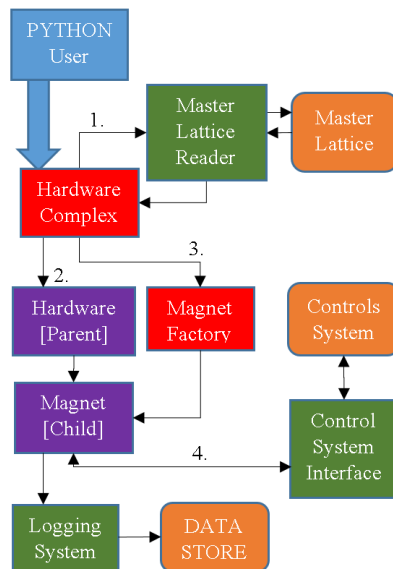 PYTHON
User
1.
Master
Lattice
Reader
Master
Lattice
Hardware
Complex
2.
3.
Hardware
[Parent]
Magnet
Factory
Controls
System
Magnet
[Child]
4.
Control
System
Interface
Logging
System
DATA
STORE